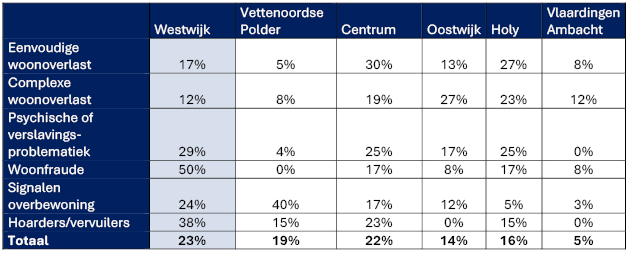 Westwijk Vettenoordse Polder Centrum Oostwijk Holy Vlaardingen Ambacht
Eenvoudige woonoverlast 17% 5% 30% 13% 27% 8%
Complexe woonoverlast 12% 8% 19% 27% 23% 12%
Psychische of verslavings-problematiek 29% 4% 25% 17% 25% 0%
Woonfraude 50% 0% 17% 8% 17% 8%
Signalen overbewoning 24% 40% 17% 12% 5% 3%
Hoarders/vervuilers 38% 15% 23% 0% 15% 0%
Totaal 23% 19% 22% 14% 16% 5%